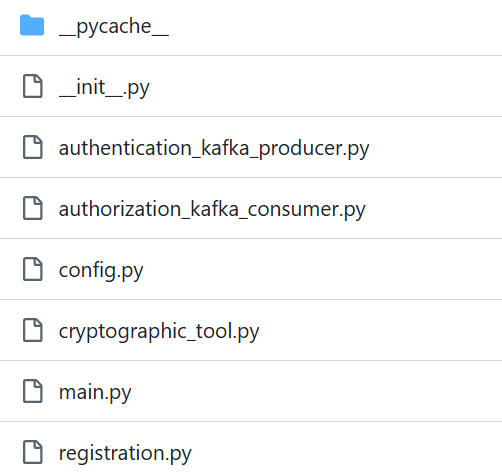 __pycache__
__init__.py
authentication_kafka_producer.py
authorization_kafka_consumer.py
config.py
cryptographic_tool.py
main.py
registration.py